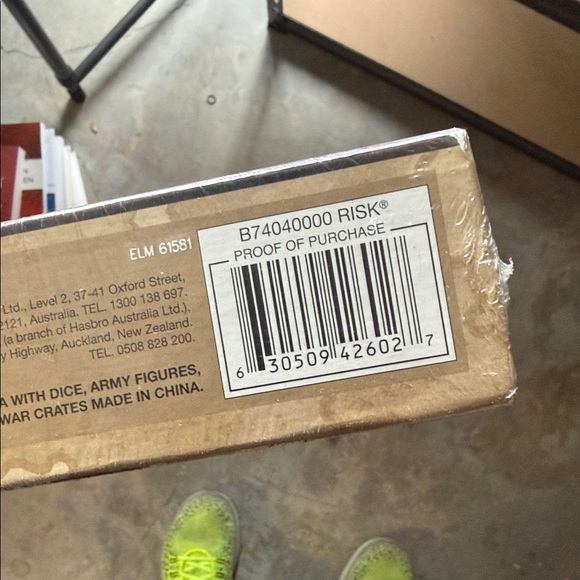 ELM 61581
B74040000 RISK®
PROOF OF PURCHASE
6 30509 42602 7
Ltd., Level 2, 37-41 Oxford Street,
2121, Australia. TEL. 1300 138 697.
(a branch of Hasbro Australia Ltd.),
Highway, Auckland, New Zealand.
TEL. 0508 828 200.
WITH DICE, ARMY FIGURES,
WAR CRATES MADE IN CHINA.